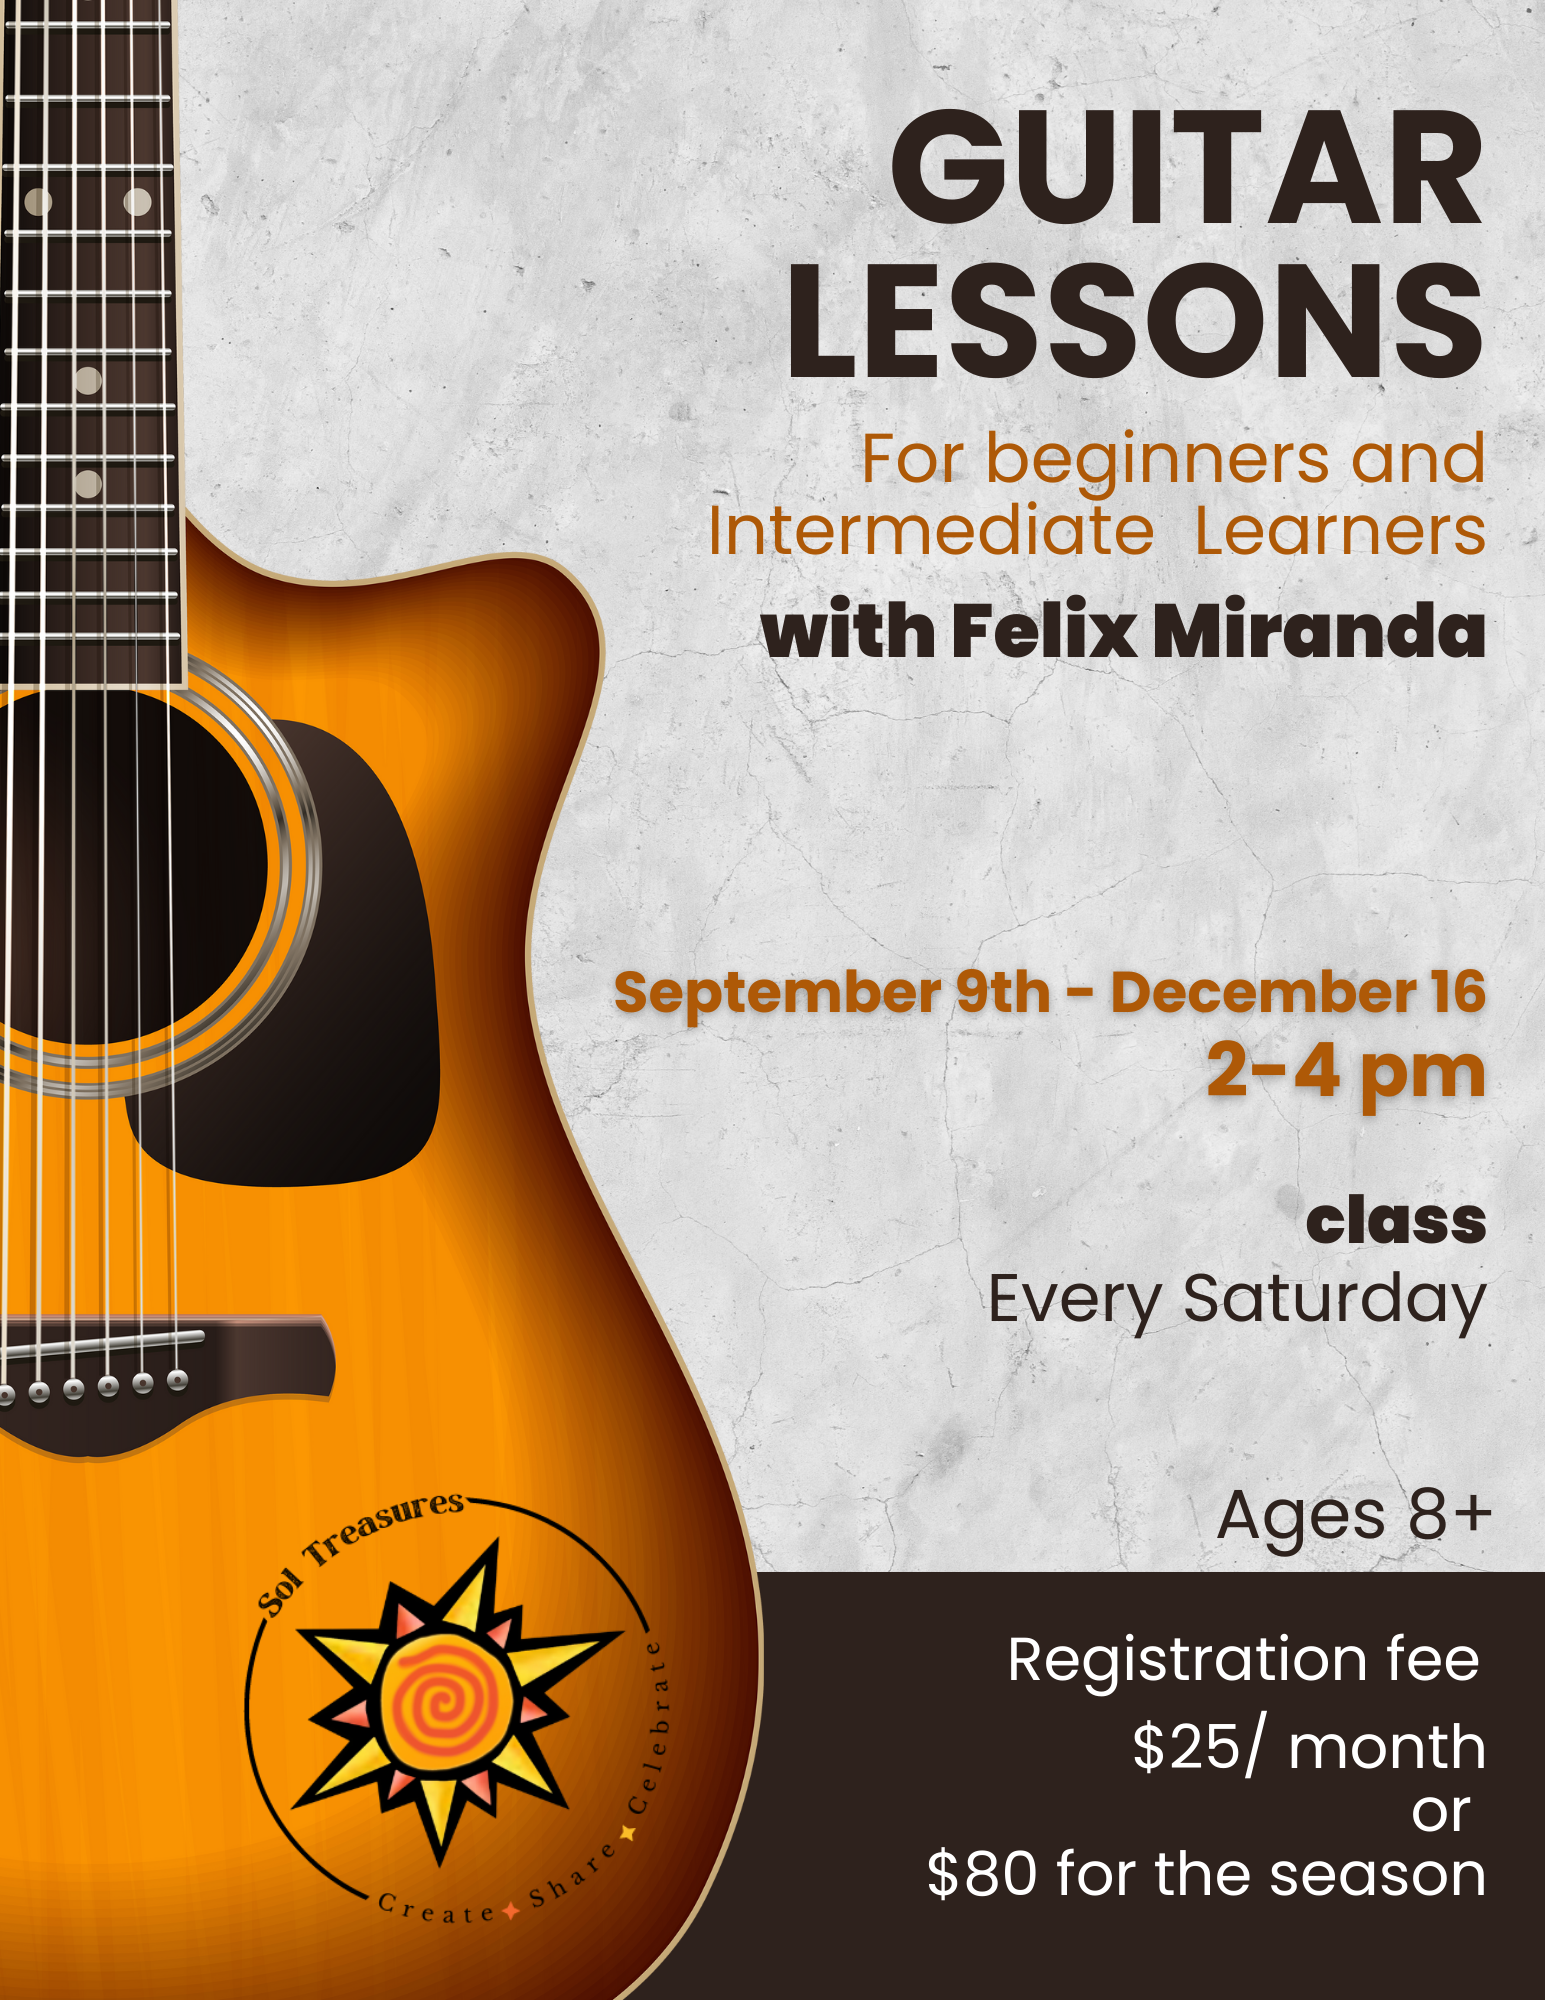 GUITAR
LESSONS
For beginners and
Intermediate Learners
with Felix Miranda
September 9th - December 16
2-4 pm
class
Every Saturday
Ages 8+
Registration fee
$25/ month
or
$80 for the season
Sol Treasures
Create Share Celebrate